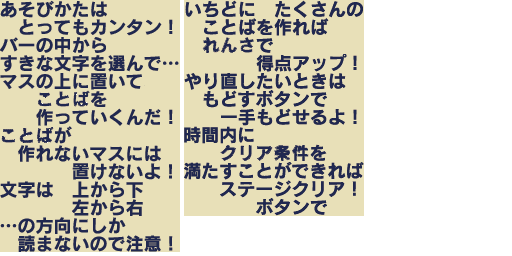 あそびかたは
とってもカンタン！
バーの中から
すきな文字を選んで…
マスの上に置いて
ことばを
作っていくんだ！
ことばが
作れないマスには
置けないよ！
文字は　上から下
左から右
…の方向にしか
読まないので注意！
いちどに　たくさんの
ことばを作れば
れんさで
得点アップ！
やり直したいときは
もどすボタンで
一手もどせるよ！
時間内に
クリア条件を
満たすことができれば
ステージクリア！
ボタンで